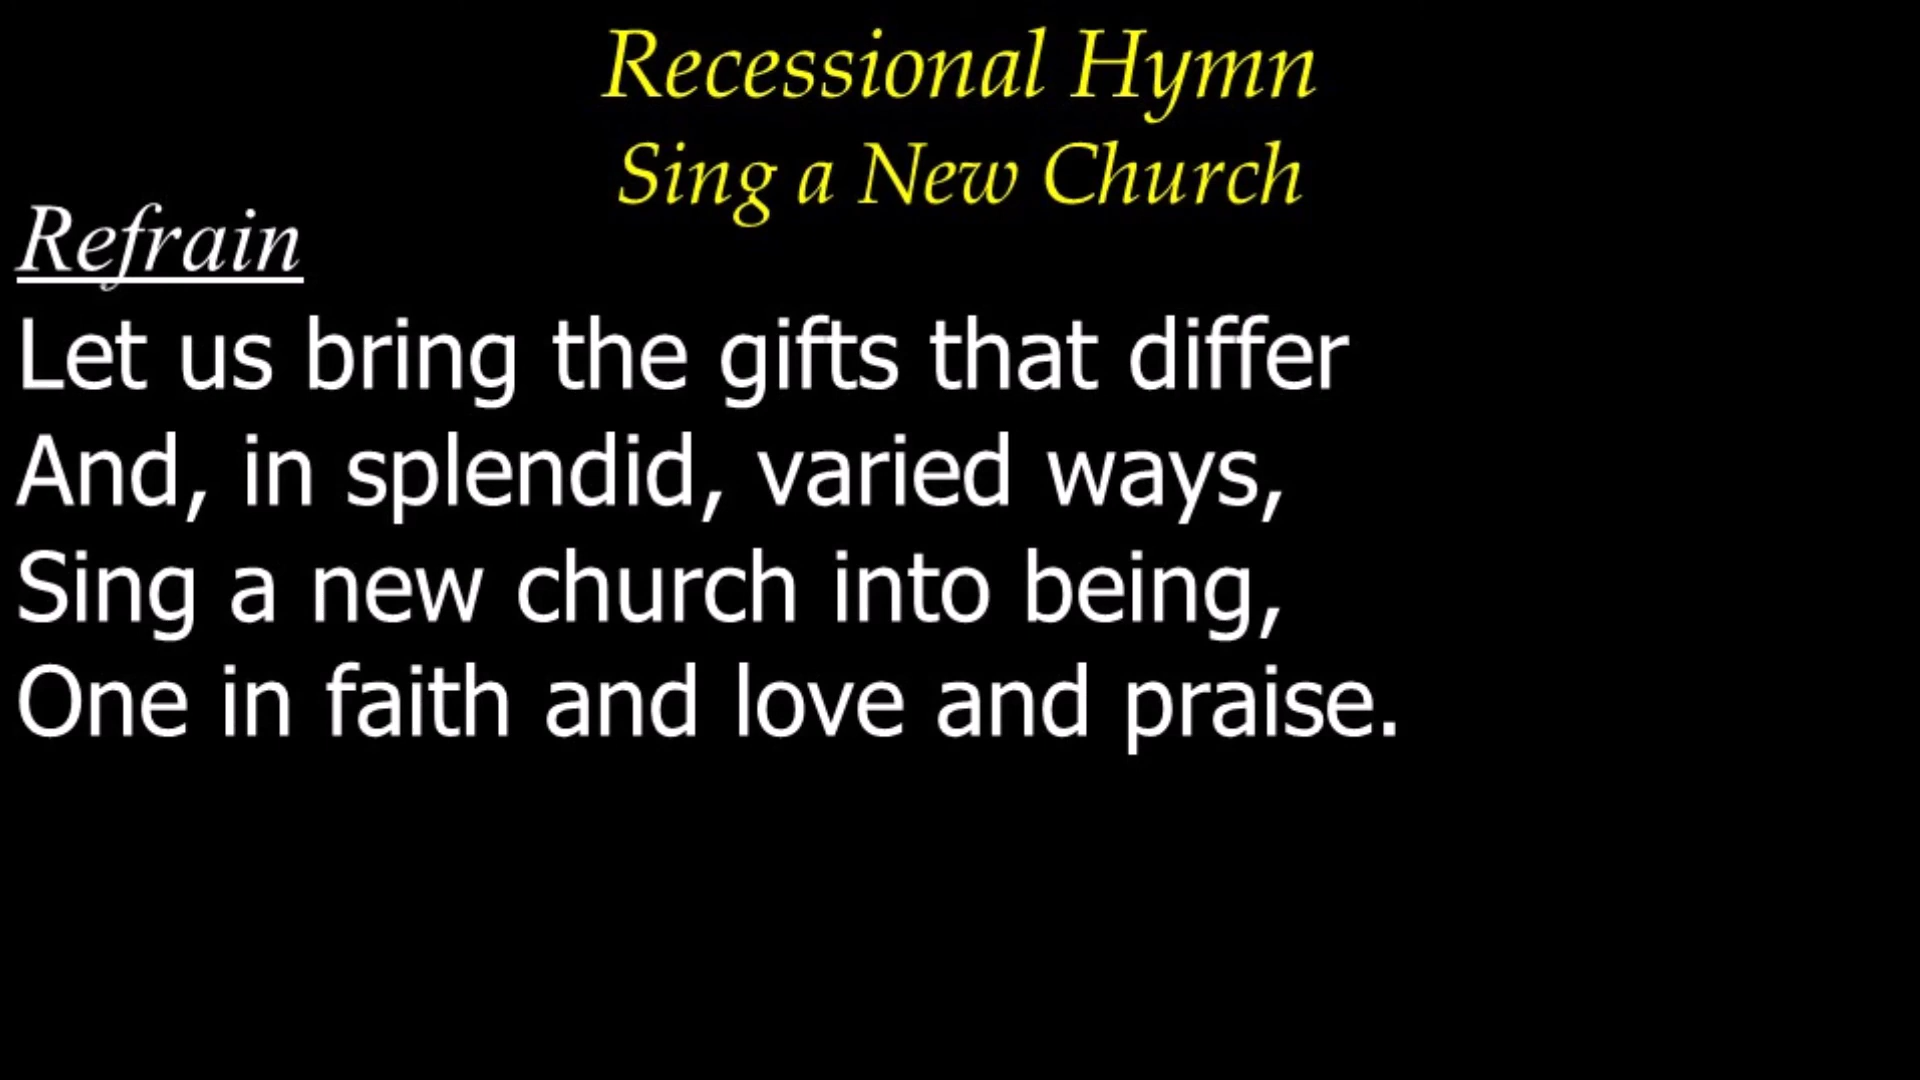 Recessional Hymn
Sing a New Church
Refrain
Let us bring the gifts that differ
And, in splendid, varied ways,
Sing a new church into being,
One in faith and love and praise.